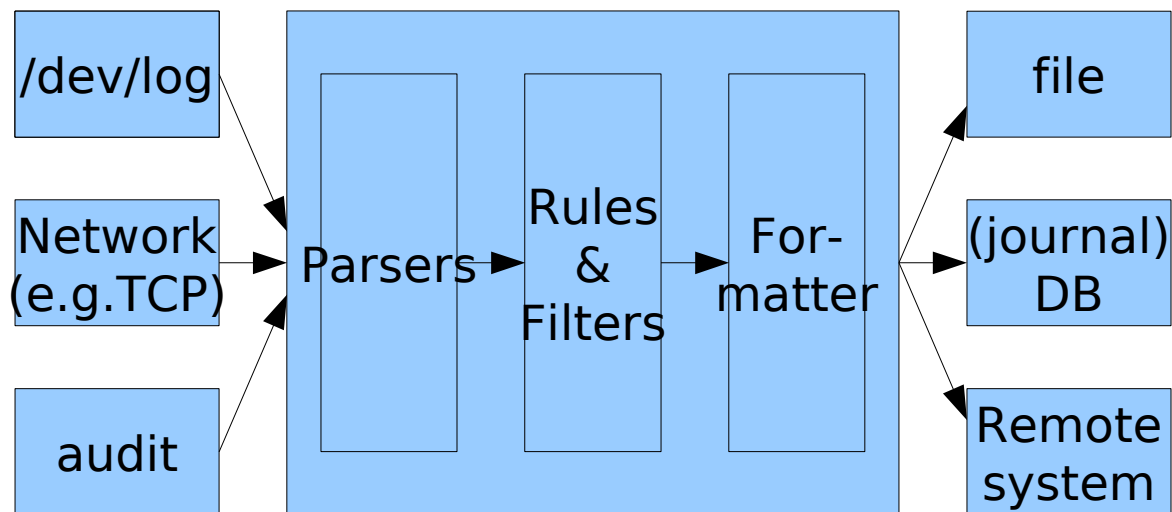 /dev/log
Network
(e.g.TCP)
audit
Parsers
Rules
&
Filters
For-
matter
file
(journal)
DB
Remote
system